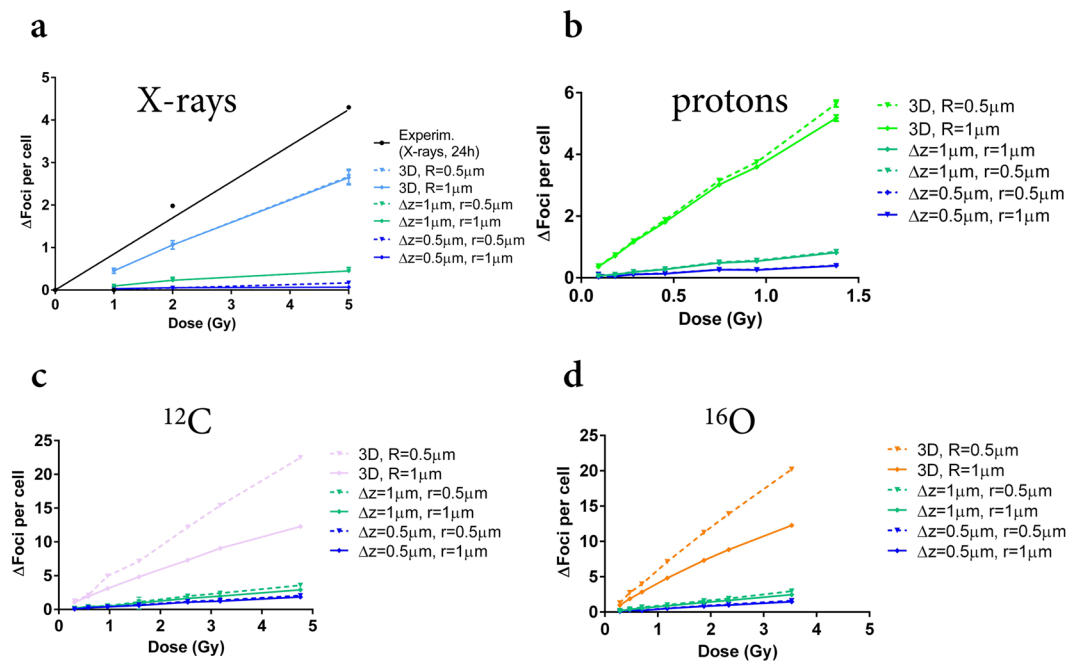 a
X-rays
ΔFoci per cell
5
4
3
2
1
0
0 1 2 3 4 5
Dose (Gy)
Experim.
(X-rays, 24h)
3D, R=0.5µm
3D, R=1µm
Δz=1µm, r=0.5µm
Δz=1µm, r=1µm
Δz=0.5µm, r=0.5µm
Δz=0.5µm, r=1µm
b
protons
ΔFoci per cell
6
4
2
0
0.0 0.5 1.0 1.5
Dose (Gy)
3D, R=0.5µm
3D, R=1µm
Δz=1µm, r=1µm
Δz=1µm, r=0.5µm
Δz=0.5µm, r=0.5µm
Δz=0.5µm, r=1µm
c
¹²C
ΔFoci per cell
25
20
15
10
5
0
0 1 2 3 4 5
Dose (Gy)
3D, R=0.5µm
3D, R=1µm
Δz=1µm, r=0.5µm
Δz=1µm, r=1µm
Δz=0.5µm, r=0.5µm
Δz=0.5µm, r=1µm
d
¹⁶O
ΔFoci per cell
25
20
15
10
5
0
0 1 2 3 4 5
Dose (Gy)
3D, R=0.5µm
3D, R=1µm
Δz=1µm, r=0.5µm
Δz=1µm, r=1µm
Δz=0.5µm, r=0.5µm
Δz=0.5µm, r=1µm